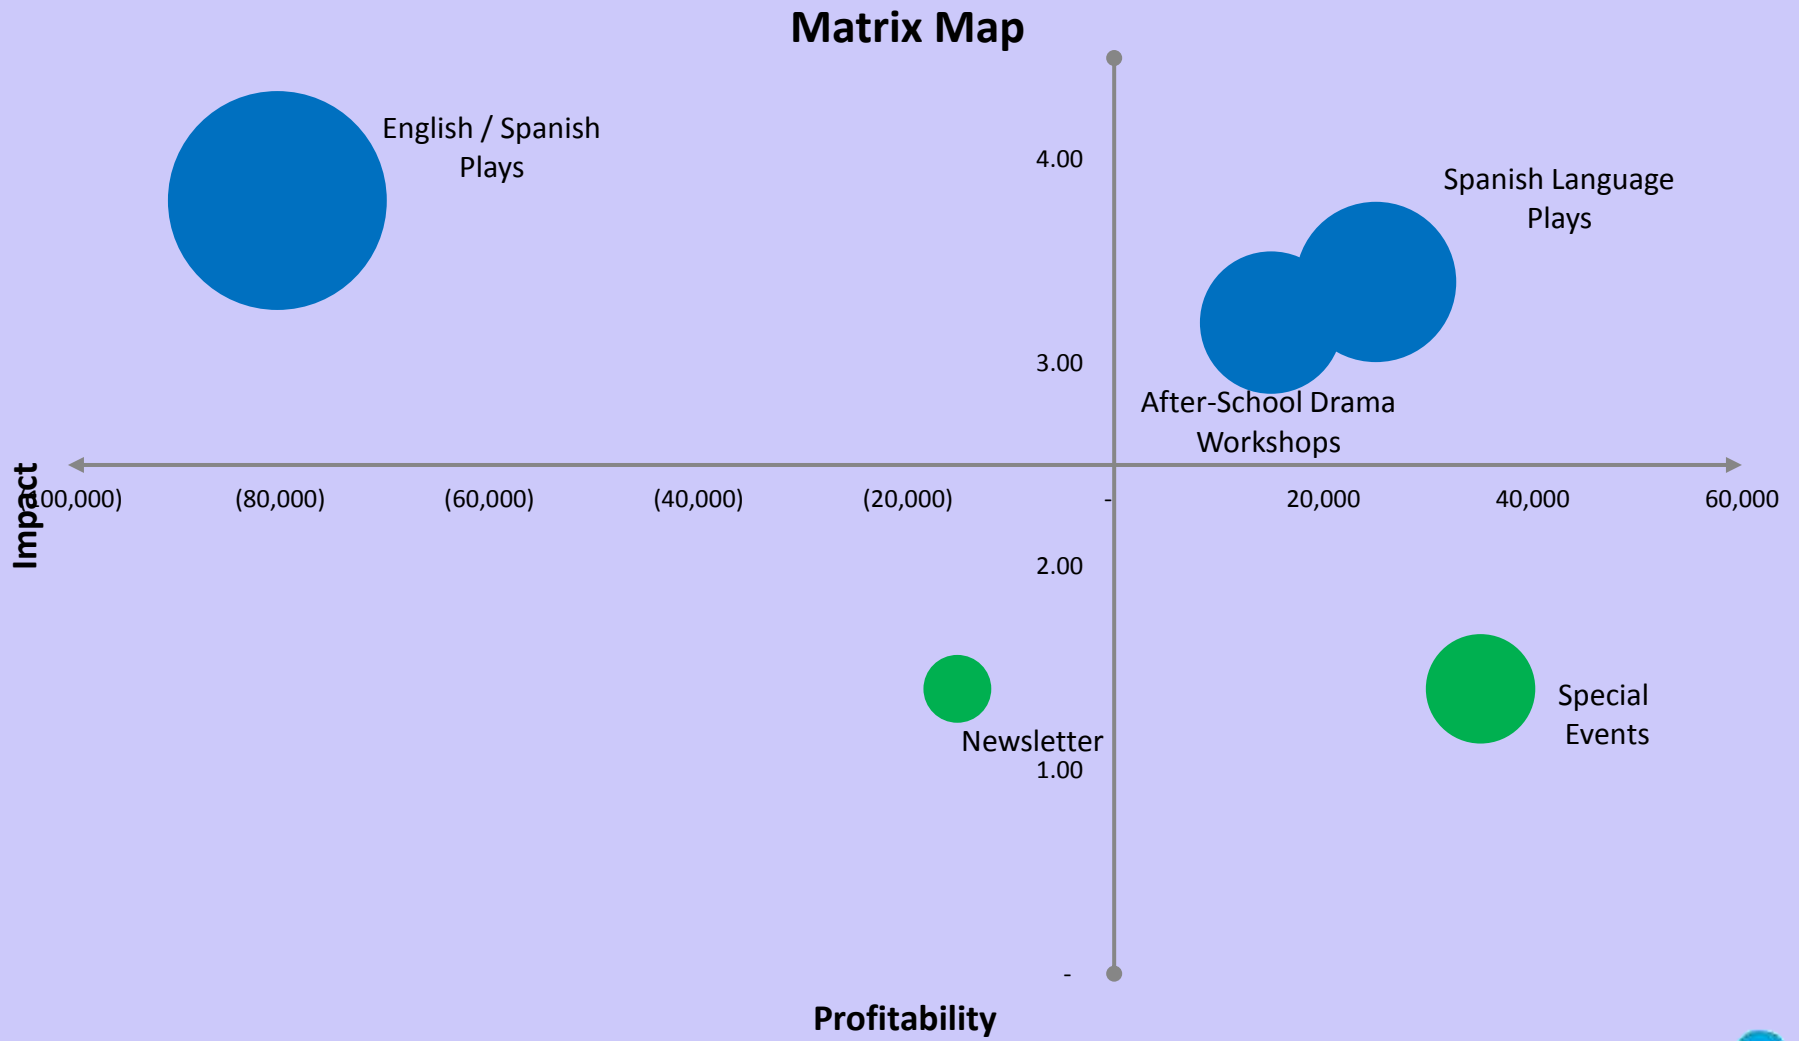 Matrix Map
English / Spanish
Plays
4.00
Spanish Language
Plays
3.00
After-School Drama
Workshops
Impact
(100,000)
(80,000)
(60,000)
(40,000)
(20,000)
-
20,000
40,000
60,000
2.00
Special
Events
Newsletter
1.00
-
Profitability